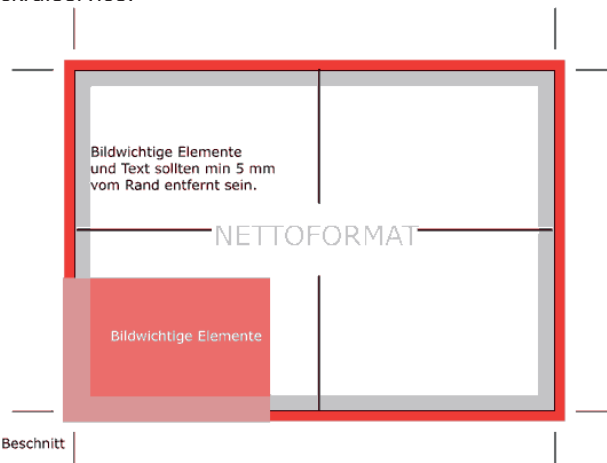 Bildwichtige Elemente
und Text sollten min 5 mm
vom Rand entfernt sein.
NETTOFORMAT
Bildwichtige Elemente
Beschnitt